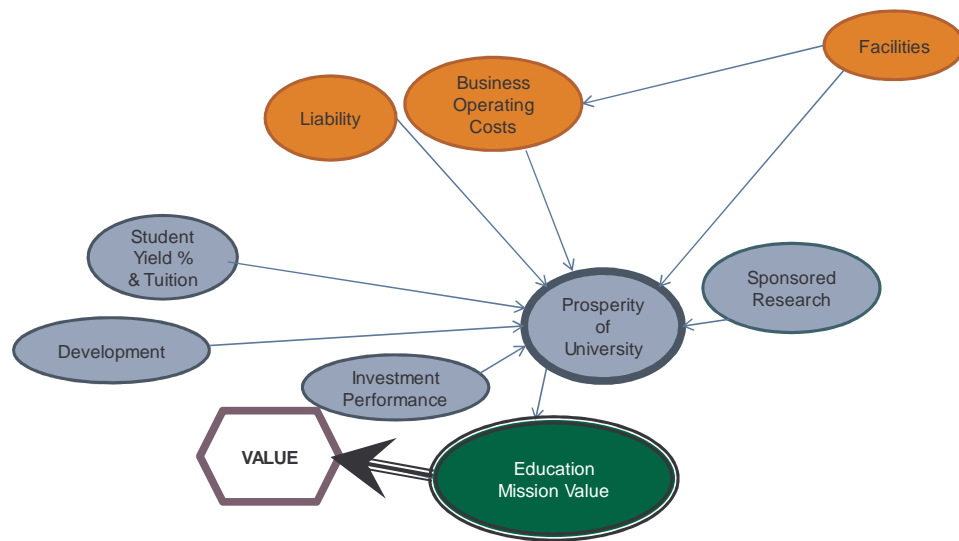 Facilities
Business
Operating
Costs
Liability
Student
Yield %
& Tuition
Sponsored
Research
Prosperity
of
University
Development
Investment
Performance
VALUE
Education
Mission Value